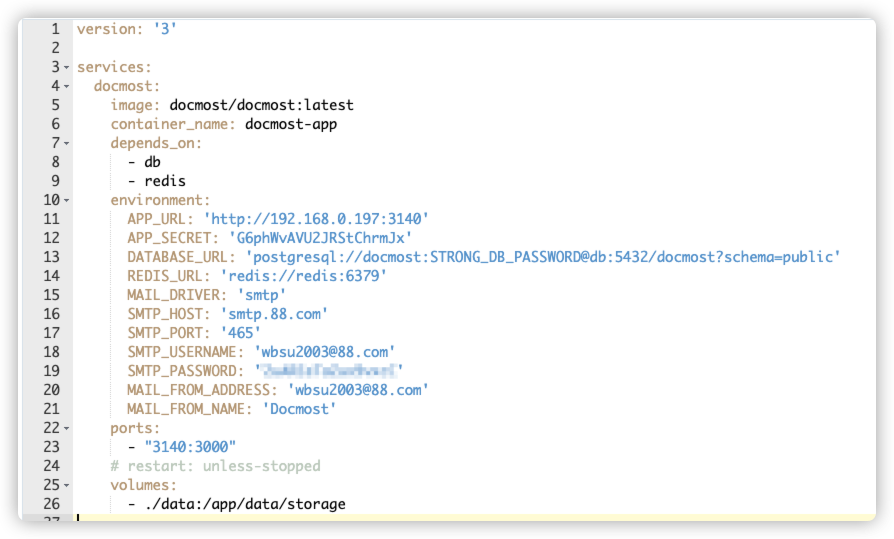 1 version: '3'
2
3 services:
4 docmost:
5 image: docmost/docmost:latest
6 container_name: docmost-app
7 depends_on:
8 - db
9 - redis
10 environment:
11 APP_URL: 'http://192.168.0.197:3140'
12 APP_SECRET: 'G6phWvAVU2JRStChrmJx'
13 DATABASE_URL: 'postgresql://docmost:STRONG_DB_PASSWORD@db:5432/docmost?schema=public'
14 REDIS_URL: 'redis://redis:6379'
15 MAIL_DRIVER: 'smtp'
16 SMTP_HOST: 'smtp.88.com'
17 SMTP_PORT: '465'
18 SMTP_USERNAME: 'wbsu2003@88.com'
19 SMTP_PASSWORD: ' '
20 MAIL_FROM_ADDRESS: 'wbsu2003@88.com'
21 MAIL_FROM_NAME: 'Docmost'
22 ports:
23 - "3140:3000"
24 # restart: unless-stopped
25 volumes:
26 - ./data:/app/data/storage
27